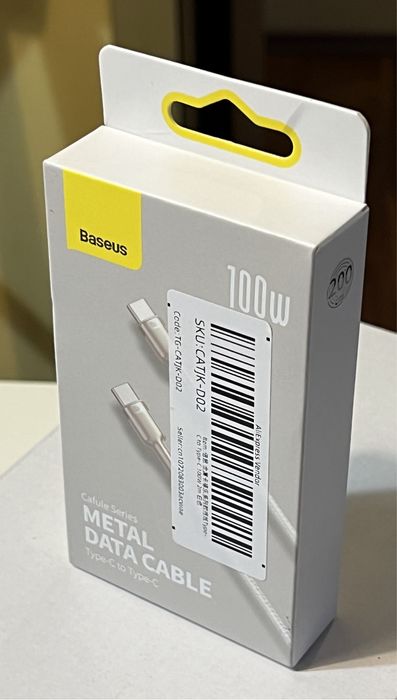 Baseus
100W
200
AliExpress Vendor
SKU:CATJK-D02
Code:TG-CATJK-D02
Cafule Series
METAL
DATA CABLE
Type-C to Type-C